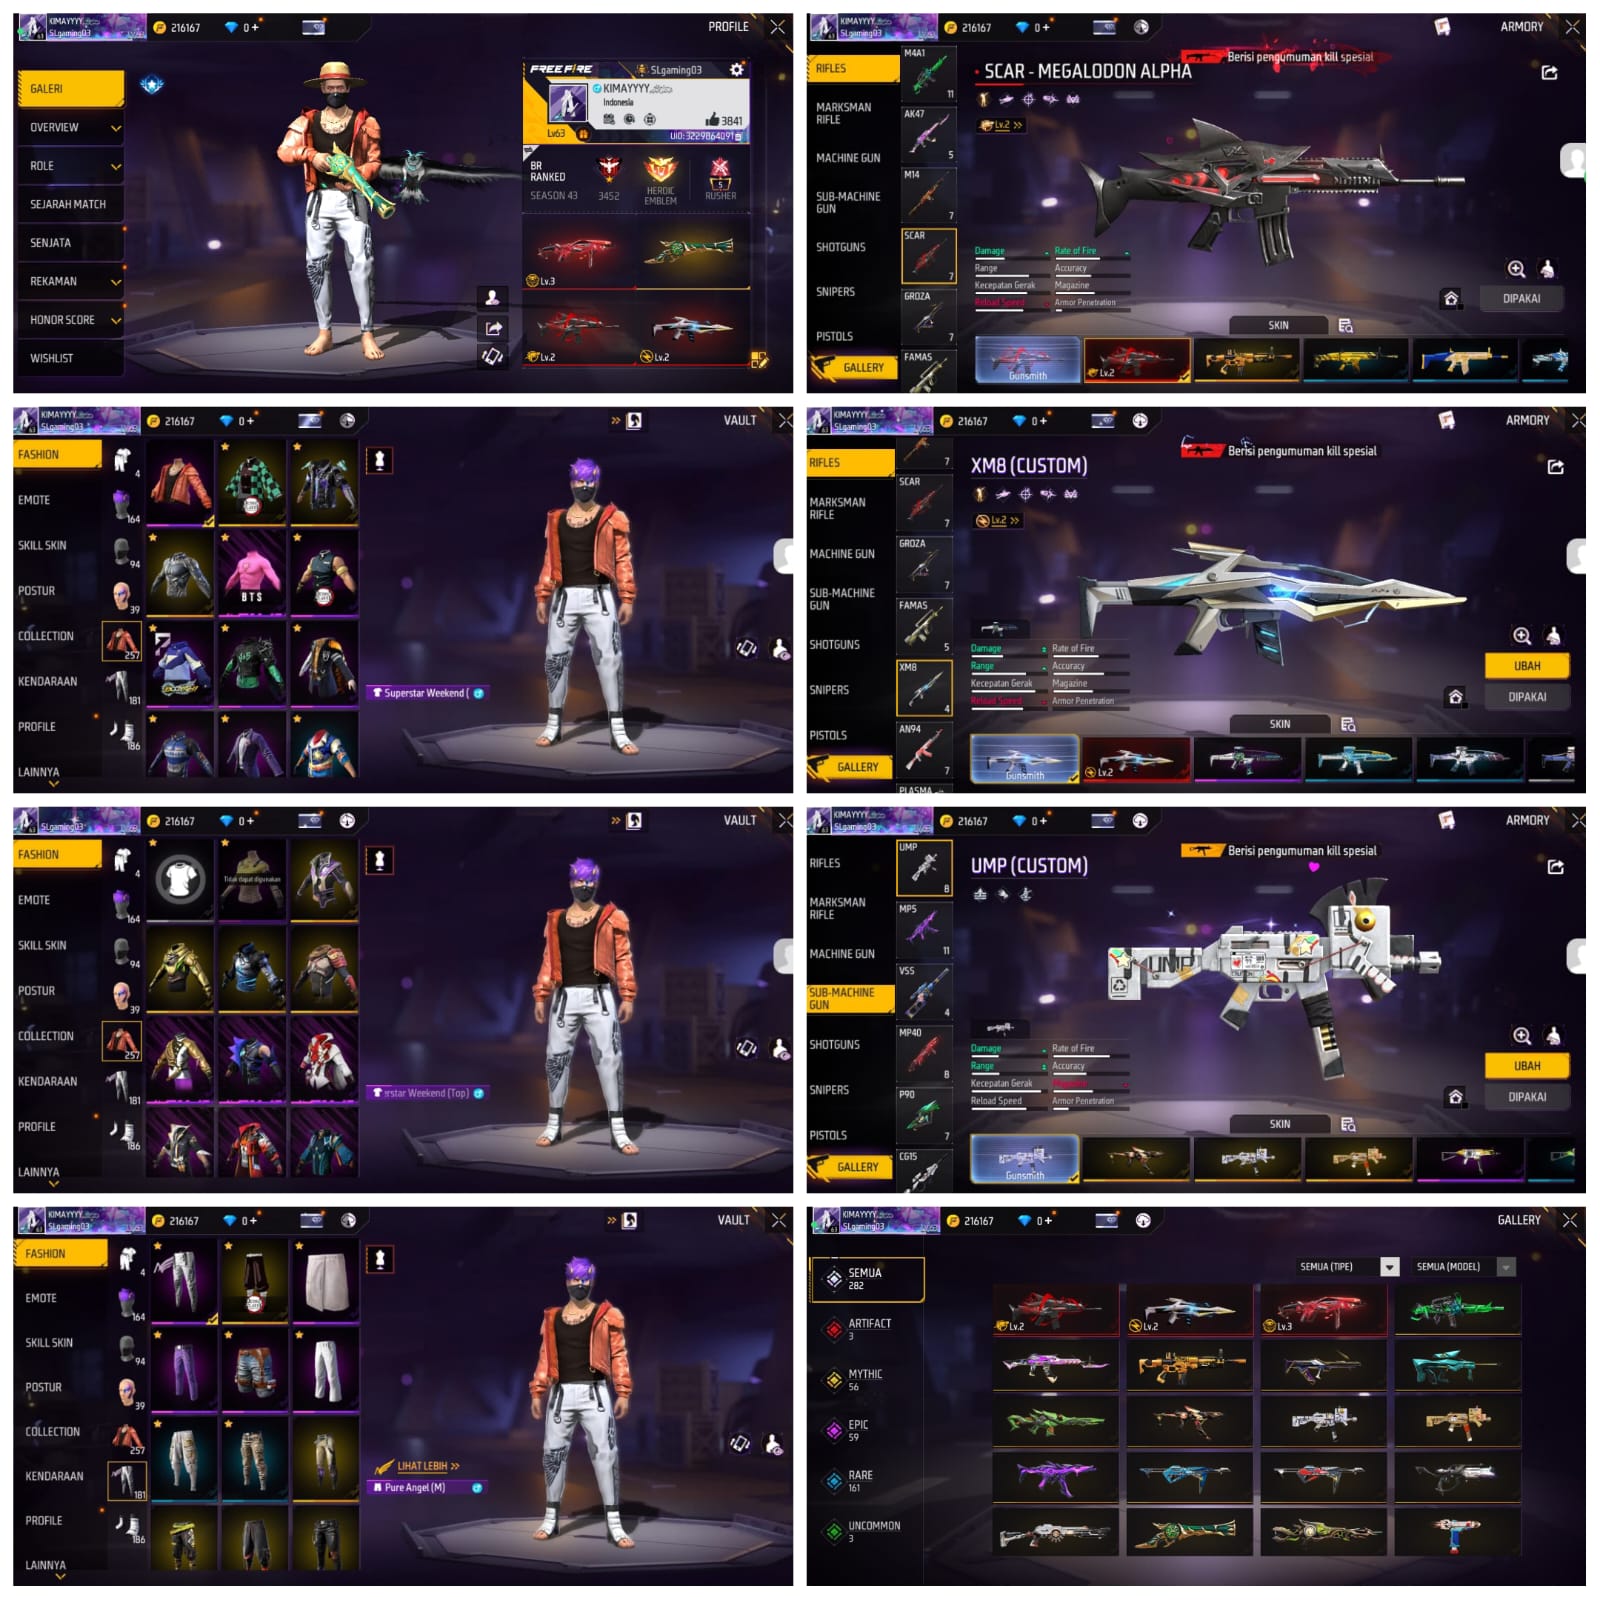 KIMAYYYY
SLgaming03
63
216167
0 +
PROFILE
GALERI
OVERVIEW
ROLE
SEJARAH MATCH
SENJATA
REKAMAN
HONOR SCORE
WISHLIST
FREE FIRE
SLgaming03
KIMAYYYY
Indonesia
Lv63
3841
UID:3229864091
BR
RANKED
SEASON 43
3452
HEROIC
EMBLEM
5
RUSHER
Lv.3
Lv.2
Lv.2
KIMAYYYY
SLgaming03
63
216167
0 +
ARMORY
RIFLES
MARKSMAN
RIFLE
MACHINE GUN
SUB-MACHINE
GUN
SHOTGUNS
SNIPERS
PISTOLS
GALLERY
M4A1
11
AK47
5
M14
7
SCAR
7
GROZA
7
FAMAS
Berisi pengumuman kill spesial
SCAR - MEGALODON ALPHA
Lv.2 >>
Damage
Rate of Fire
Range
Accuracy
Kecepatan Gerak
Magazine
Reload Speed
Armor Penetration
DIPAKAI
SKIN
Gunsmith
Lv.2
KIMAYYYY
SLgaming03
63
216167
0 +
VAULT
FASHION
EMOTE
SKILL SKIN
POSTUR
COLLECTION
KENDARAAN
PROFILE
LAINNYA
4
164
94
39
257
181
186
BTS
Superstar Weekend (
KIMAYYYY
SLgaming03
63
216167
0 +
ARMORY
RIFLES
MARKSMAN
RIFLE
MACHINE GUN
SUB-MACHINE
GUN
SHOTGUNS
SNIPERS
PISTOLS
GALLERY
7
SCAR
7
GROZA
7
FAMAS
5
XM8
4
AN94
7
PLASMA
Berisi pengumuman kill spesial
XM8 (CUSTOM)
Lv.2 >>
Damage
Rate of Fire
Range
Accuracy
Kecepatan Gerak
Magazine
Reload Speed
Armor Penetration
UBAH
DIPAKAI
SKIN
Gunsmith
Lv.2
SLgaming03
63
216167
0 +
VAULT
FASHION
EMOTE
SKILL SKIN
POSTUR
COLLECTION
KENDARAAN
PROFILE
LAINNYA
4
164
94
39
257
181
186
Tidak dapat digunakan
erstar Weekend (Top)
KIMAYYYY
SLgaming03
63
216167
0 +
ARMORY
RIFLES
MARKSMAN
RIFLE
MACHINE GUN
SUB-MACHINE
GUN
SHOTGUNS
SNIPERS
PISTOLS
GALLERY
UMP
8
MP5
11
VSS
4
MP40
8
P90
7
CG15
Berisi pengumuman kill spesial
UMP (CUSTOM)
UMP
Damage
Rate of Fire
Range
Accuracy
Kecepatan Gerak
Magazine
Reload Speed
Armor Penetration
UBAH
DIPAKAI
SKIN
Gunsmith
KIMAYYYY
SLgaming03
63
216167
0 +
VAULT
FASHION
EMOTE
SKILL SKIN
POSTUR
COLLECTION
KENDARAAN
PROFILE
LAINNYA
4
164
94
39
257
181
186
LIHAT LEBIH >>
Pure Angel (M)
KIMAYYYY
SLgaming03
63
216167
0 +
GALLERY
SEMUA (TIPE)
SEMUA (MODEL)
SEMUA
282
ARTIFACT
3
MYTHIC
56
EPIC
59
RARE
161
UNCOMMON
3
Lv.2
Lv.2
Lv.3